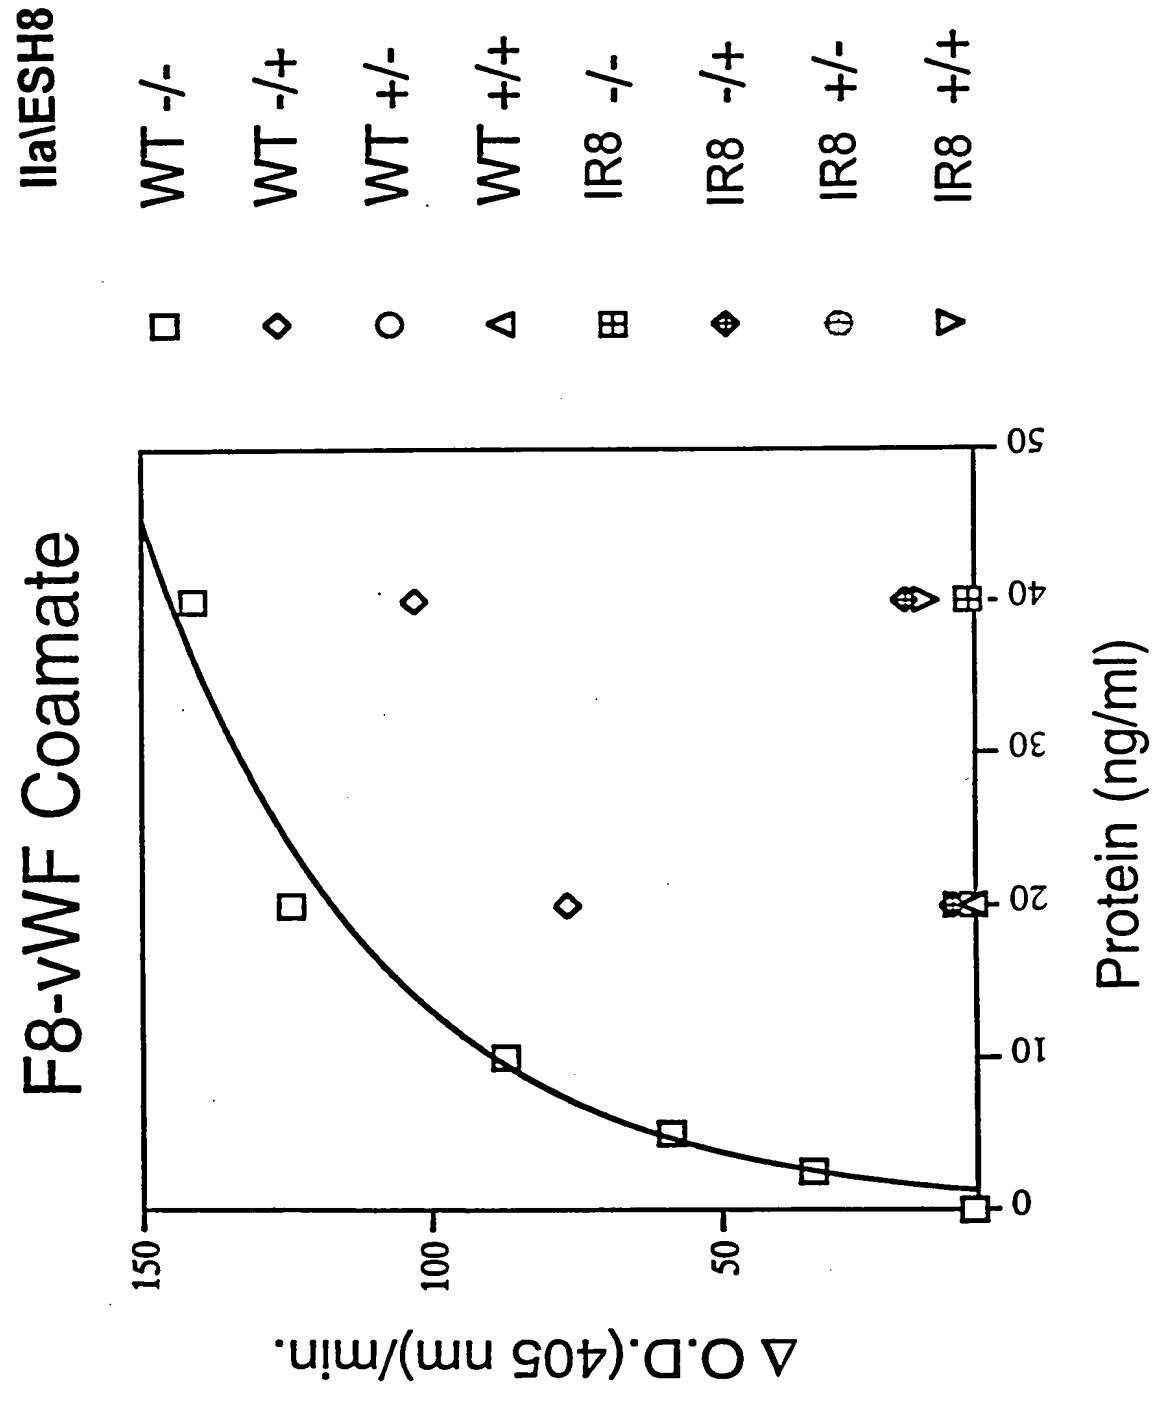 F8-vWF Coamate
IIa\ESH8
WT -/-
WT -/+
WT +/-
WT +/+
IR8 -/-
IR8 -/+
IR8 +/-
IR8 +/+
Δ O.D.(405 nm)/min.
150
100
50
0
10
20
30
40
50
Protein (ng/ml)